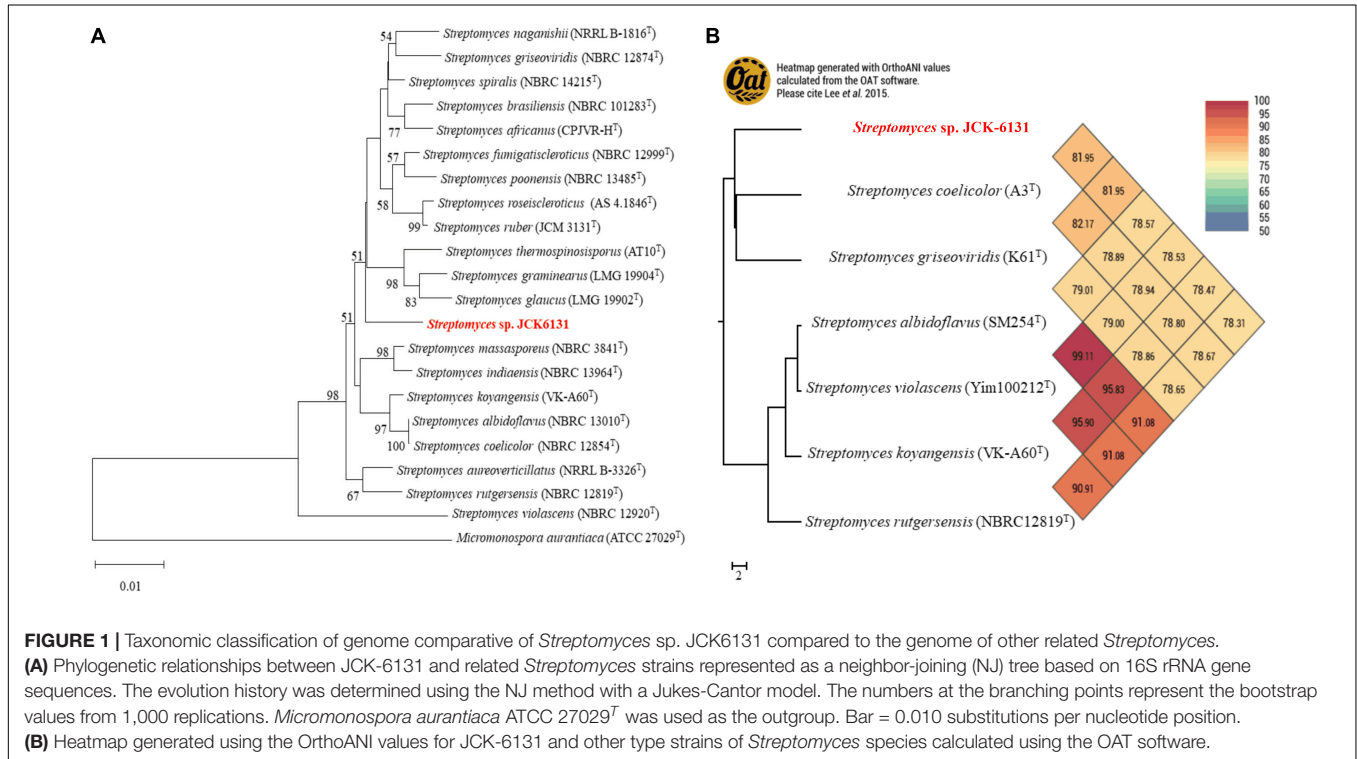 A
Streptomyces naganishii (NRRL B-1816T)
Streptomyces griseoviridis (NBRC 12874T)
Streptomyces spiralis (NBRC 14215T)
Streptomyces brasiliensis (NBRC 101283T)
Streptomyces africanus (CPJVR-HT)
Streptomyces fumigatiscleroticus (NBRC 12999T)
Streptomyces poonensis (NBRC 13485T)
Streptomyces roseiscleroticus (AS 4.1846T)
Streptomyces ruber (JCM 3131T)
Streptomyces thermospinosisporus (AT10T)
Streptomyces graminearus (LMG 19904T)
Streptomyces glaucus (LMG 19902T)
Streptomyces sp. JCK6131
Streptomyces massasporeus (NBRC 3841T)
Streptomyces indiaensis (NBRC 13964T)
Streptomyces koyangensis (VK-A60T)
Streptomyces albidoflavus (NBRC 13010T)
Streptomyces coelicolor (NBRC 12854T)
Streptomyces aureoverticillatus (NRRL B-3326T)
Streptomyces rutgersensis (NBRC 12819T)
Streptomyces violascens (NBRC 12920T)
Micromonospora aurantiaca (ATCC 27029T)
54
77
57
58
99
51
98
83
51
98
98
97
100
67
0.01
B
Oat
Heatmap generated with OrthoANI values
calculated from the OAT software.
Please cite Lee et al. 2015.
Streptomyces sp. JCK-6131
Streptomyces coelicolor (A3T)
Streptomyces griseoviridis (K61T)
Streptomyces albidoflavus (SM254T)
Streptomyces violascens (Yim100212T)
Streptomyces koyangensis (VK-A60T)
Streptomyces rutgersensis (NBRC12819T)
2
100
95
90
85
80
75
70
65
60
55
50
81.95
81.95
82.17
78.57
78.89
78.53
79.01
78.94
78.47
79.00
78.80
78.31
99.11
78.86
78.67
95.83
78.65
95.90
91.08
91.08
90.91
FIGURE 1 | Taxonomic classification of genome comparative of Streptomyces sp. JCK6131 compared to the genome of other related Streptomyces.
(A) Phylogenetic relationships between JCK-6131 and related Streptomyces strains represented as a neighbor-joining (NJ) tree based on 16S rRNA gene
sequences. The evolution history was determined using the NJ method with a Jukes-Cantor model. The numbers at the branching points represent the bootstrap
values from 1,000 replications. Micromonospora aurantiaca ATCC 27029T was used as the outgroup. Bar = 0.010 substitutions per nucleotide position.
(B) Heatmap generated using the OrthoANI values for JCK-6131 and other type strains of Streptomyces species calculated using the OAT software.